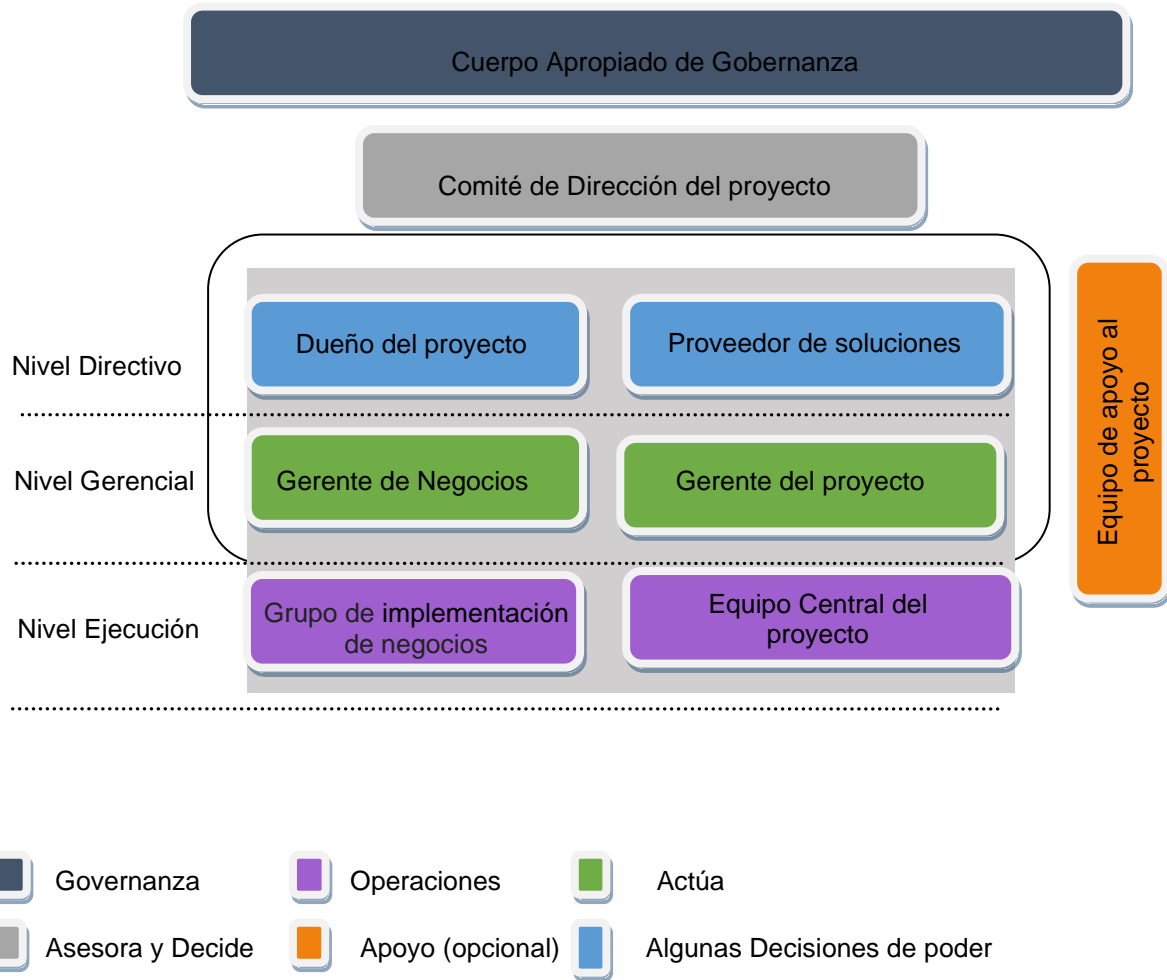 Cuerpo Apropiado de Gobernanza
Comité de Dirección del proyecto
Nivel Directivo
Dueño del proyecto
Proveedor de soluciones
Nivel Gerencial
Gerente de Negocios
Gerente del proyecto
Nivel Ejecución
Grupo de implementación
de negocios
Equipo Central del
proyecto
Equipo de apoyo al
proyecto
Governanza
Operaciones
Actúa
Asesora y Decide
Apoyo (opcional)
Algunas Decisiones de poder